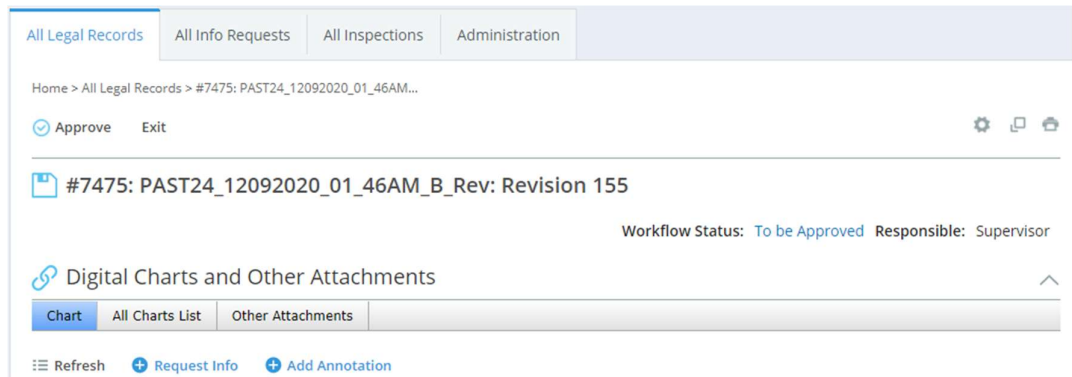 All Legal Records All Info Requests All Inspections Administration
Home > All Legal Records > #7475: PAST24_12092020_01_46AM...
Approve Exit
#7475: PAST24_12092020_01_46AM_B_Rev: Revision 155
Workflow Status: To be Approved Responsible: Supervisor
Digital Charts and Other Attachments
Chart All Charts List Other Attachments
Refresh Request Info Add Annotation